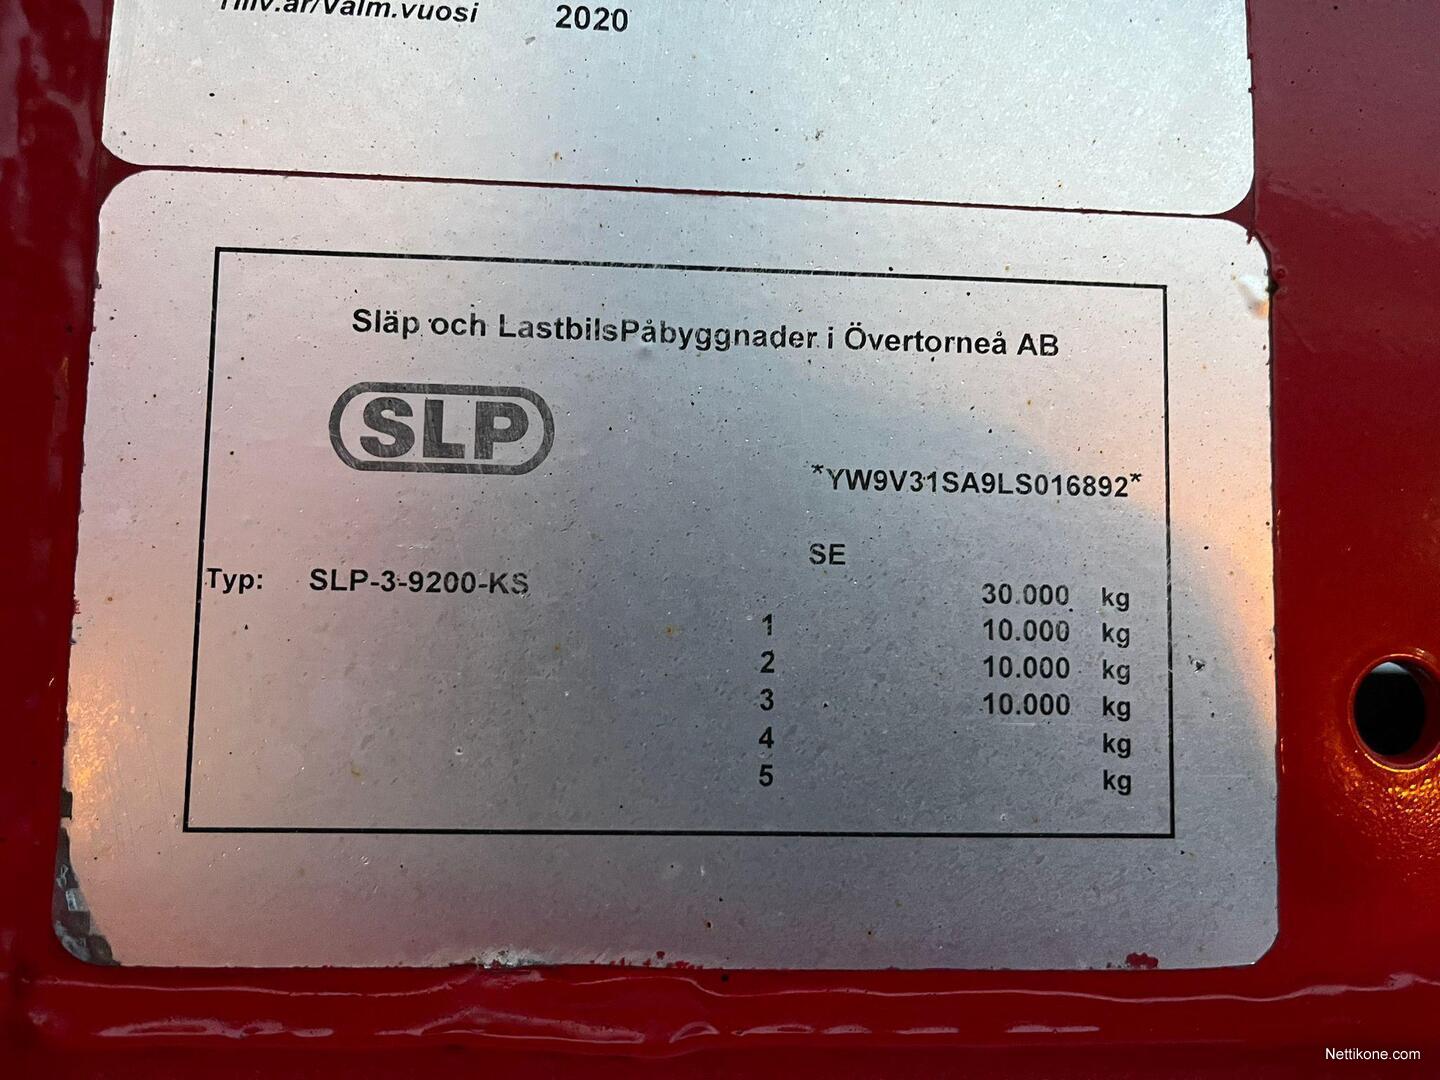 Tillv.år/Valm.vuosi 2020
Släp och LastbilsPåbyggnader i Övertorneå AB
SLP
*YW9V31SA9LS016892*
SE
Typ: SLP-3-9200-KS
30.000 kg
1 10.000 kg
2 10.000 kg
3 10.000 kg
4 kg
5 kg
Nettikone.com